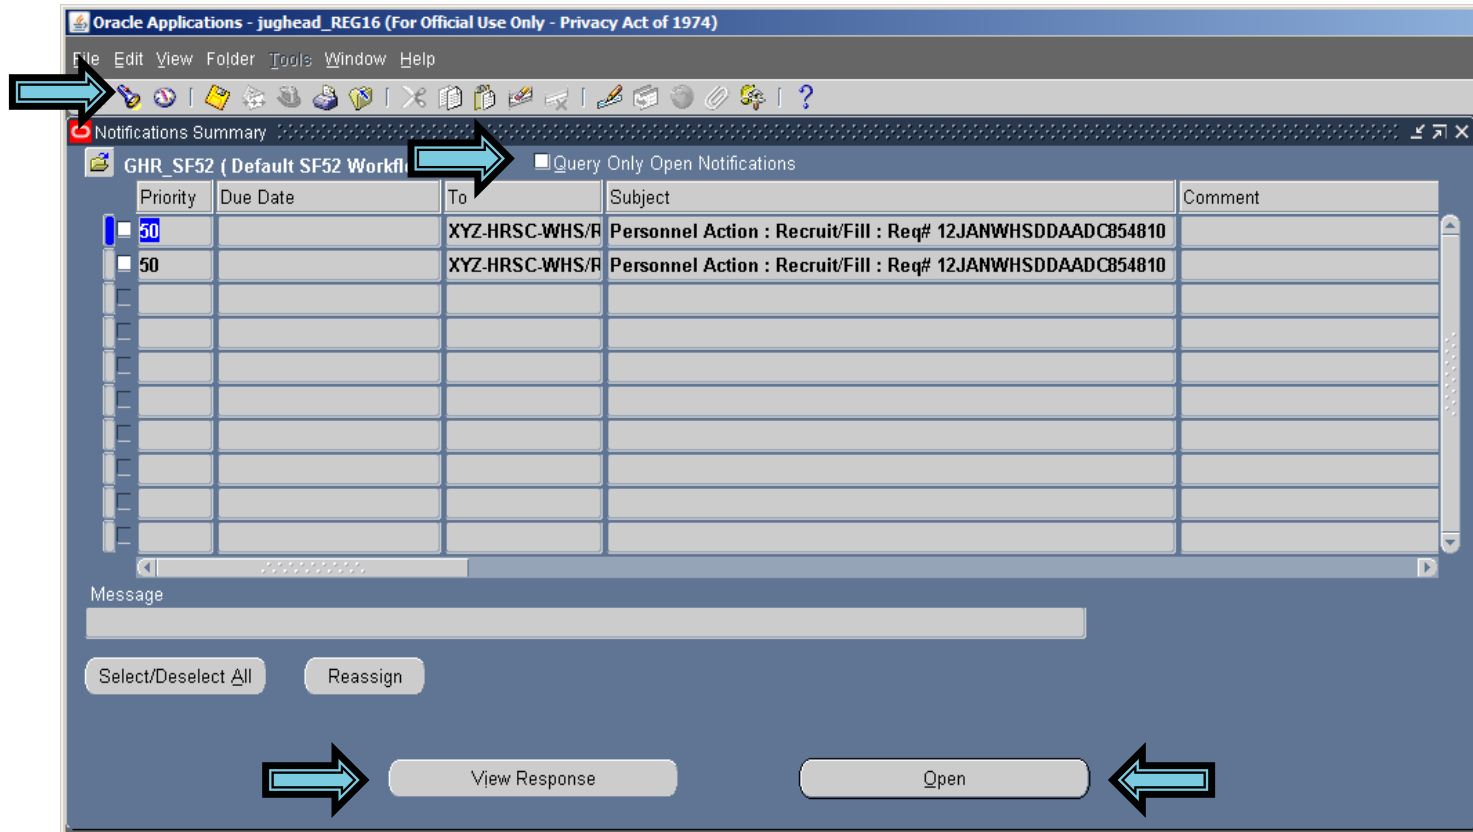 Oracle Applications - jughead_REG16 (For Official Use Only - Privacy Act of 1974)
File Edit View Folder Tools Window Help
Notifications Summary
GHR_SF52 ( Default SF52 Query Only Open Notifications
Priority Due Date To Subject Comment
50 XYZ-HRSC-WHS/R Personnel Action : Recruit/Fill : Req# 12JANWHSDDAADC854810
50 XYZ-HRSC-WHS/R Personnel Action : Recruit/Fill : Req# 12JANWHSDDAADC854810
Message
Select/Deselect All Reassign
View Response Open